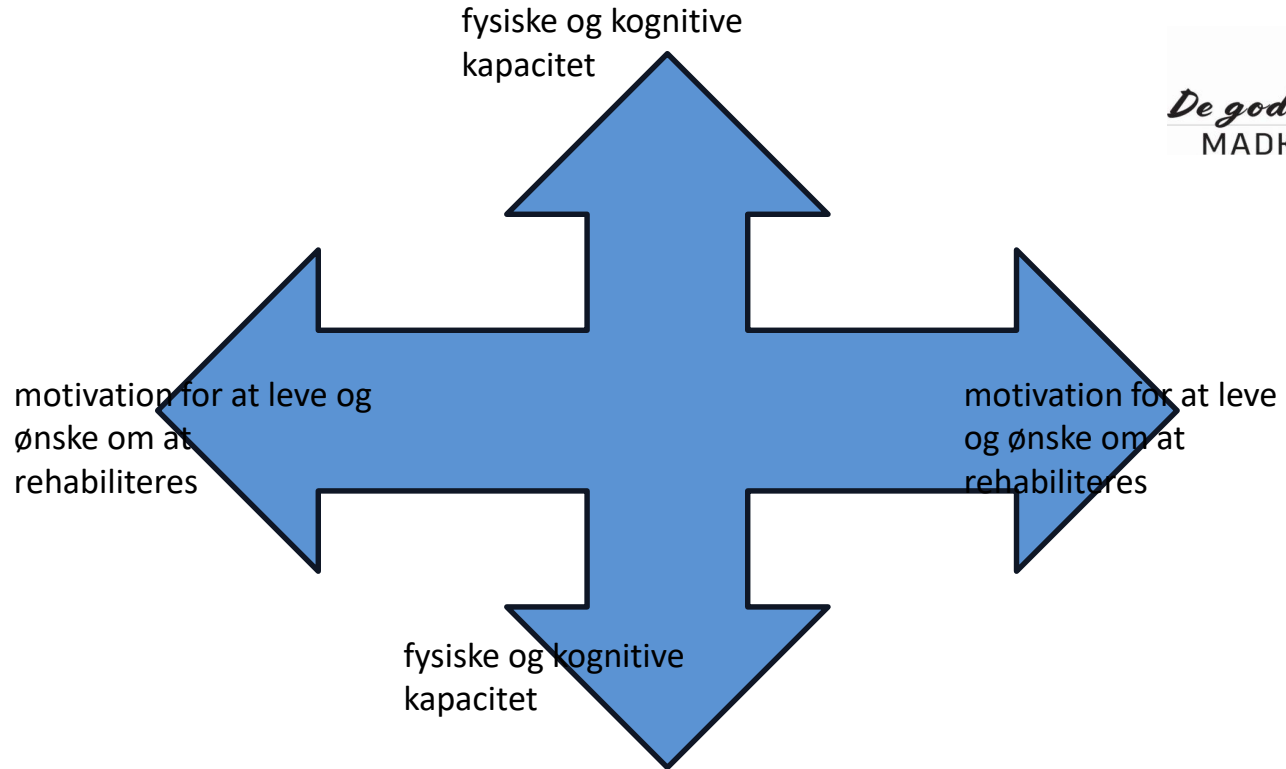 fysiske og kognitive
kapacitet
De god
MADH
motivation for at leve og
ønske om at
rehabiliteres
motivation for at leve
og ønske om at
rehabiliteres
fysiske og kognitive
kapacitet